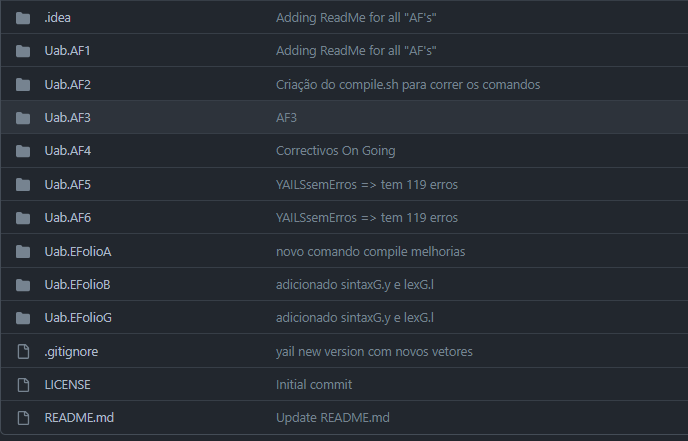 .idea Adding ReadMe for all "AF's"
Uab.AF1 Adding ReadMe for all "AF's"
Uab.AF2 Criação do compile.sh para correr os comandos
Uab.AF3 AF3
Uab.AF4 Correctivos On Going
Uab.AF5 YAILSsemErros => tem 119 erros
Uab.AF6 YAILSsemErros => tem 119 erros
Uab.EFolioA novo comando compile melhorias
Uab.EFolioB adicionado sintaxG.y e lexG.l
Uab.EFolioG adicionado sintaxG.y e lexG.l
.gitignore yail new version com novos vetores
LICENSE Initial commit
README.md Update README.md